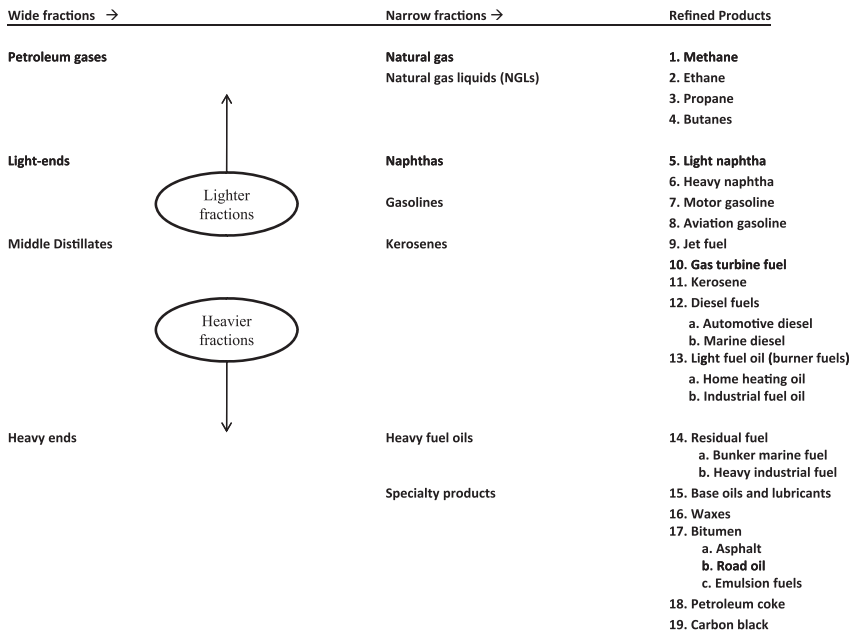 Wide fractions → Narrow fractions → Refined Products
Petroleum gases Natural gas 1. Methane
Natural gas liquids (NGLs) 2. Ethane
3. Propane
4. Butanes
Light-ends Naphthas 5. Light naphtha
6. Heavy naphtha
Lighter
fractions
Gasolines 7. Motor gasoline
8. Aviation gasoline
Middle Distillates Kerosenes 9. Jet fuel
10. Gas turbine fuel
11. Kerosene
12. Diesel fuels
a. Automotive diesel
b. Marine diesel
Heavier
fractions
13. Light fuel oil (burner fuels)
a. Home heating oil
b. Industrial fuel oil
Heavy ends Heavy fuel oils 14. Residual fuel
a. Bunker marine fuel
b. Heavy industrial fuel
Specialty products 15. Base oils and lubricants
16. Waxes
17. Bitumen
a. Asphalt
b. Road oil
c. Emulsion fuels
18. Petroleum coke
19. Carbon black